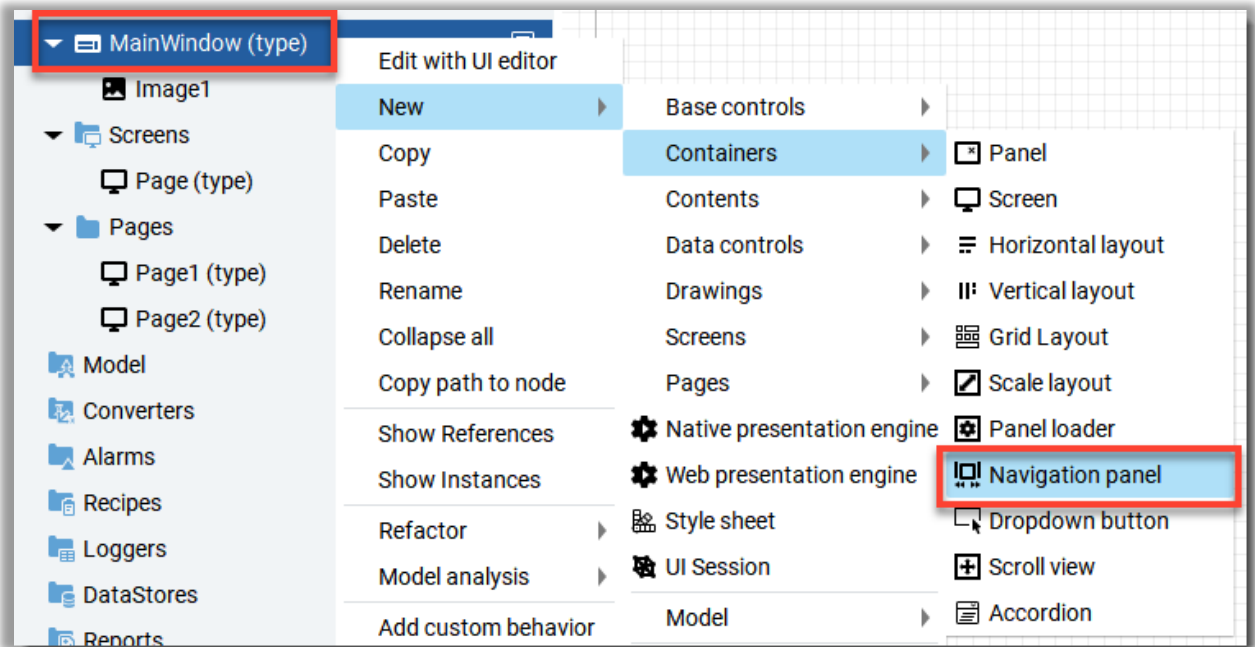 MainWindow (type)
Image1
Screens
Page (type)
Pages
Page1 (type)
Page2 (type)
Model
Converters
Alarms
Recipes
Loggers
DataStores
Reports
Edit with UI editor
New
Copy
Paste
Delete
Rename
Collapse all
Copy path to node
Show References
Show Instances
Refactor
Model analysis
Add custom behavior
Base controls
Containers
Contents
Data controls
Drawings
Screens
Pages
Native presentation engine
Web presentation engine
Style sheet
UI Session
Model
Panel
Screen
Horizontal layout
Vertical layout
Grid Layout
Scale layout
Panel loader
Navigation panel
Dropdown button
Scroll view
Accordion